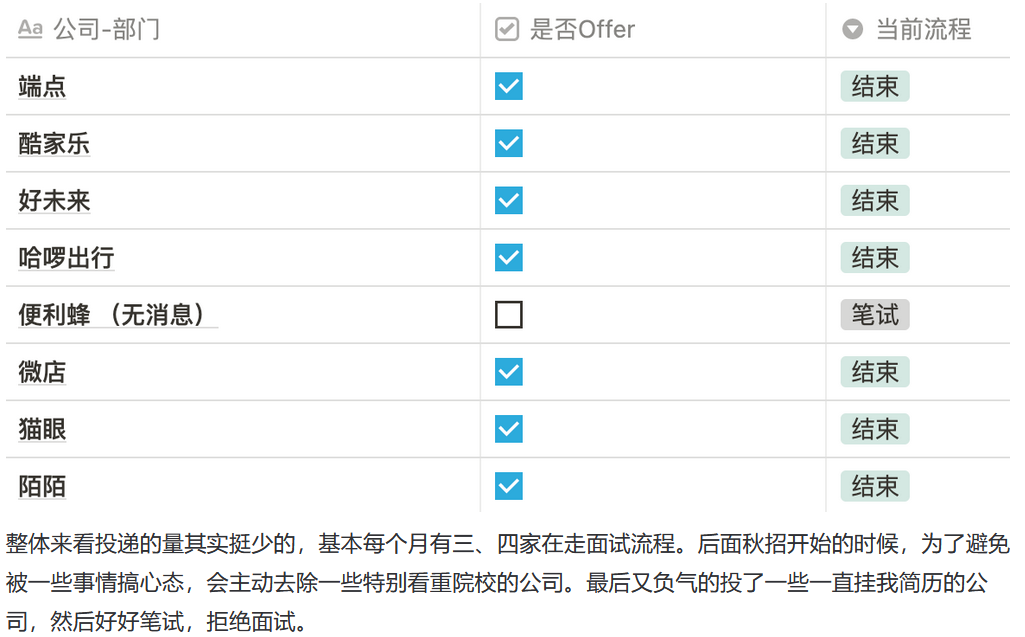 Aa 公司-部门 是否Offer 当前流程
端点 结束
酷家乐 结束
好未来 结束
哈啰出行 结束
便利蜂 （无消息） 笔试
微店 结束
猫眼 结束
陌陌 结束
整体来看投递的量其实挺少的，基本每个月有三、四家在走面试流程。后面秋招开始的时候，为了避免
被一些事情搞心态，会主动去除一些特别看重院校的公司。最后又负气的投了一些一直挂我简历的公
司，然后好好笔试，拒绝面试。